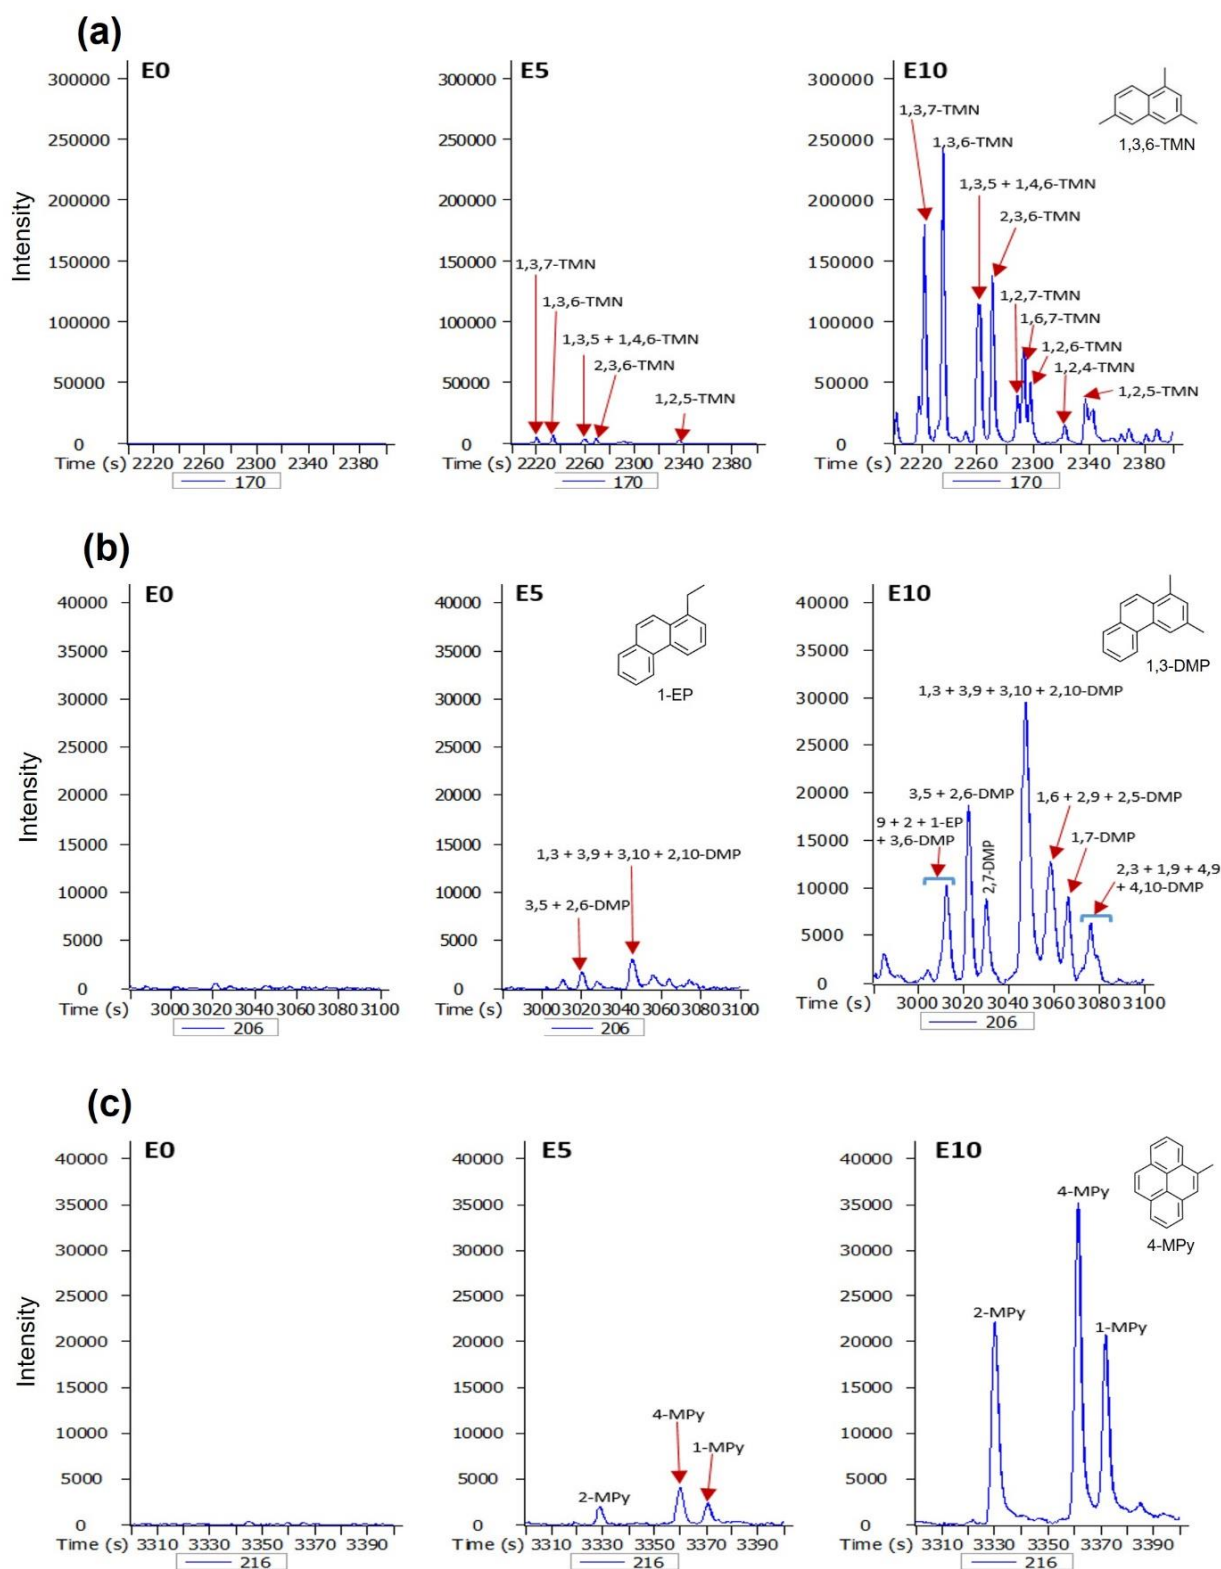 (a)
E0
300000
250000
200000
150000
100000
50000
0
Time (s) 2220 2260 2300 2340 2380
170
Intensity
E5
300000
250000
200000
150000
100000
50000
0
1,3,7-TMN
1,3,6-TMN
1,3,5 + 1,4,6-TMN
2,3,6-TMN
1,2,5-TMN
Time (s) 2220 2260 2300 2340 2380
170
E10
300000
250000
200000
150000
100000
50000
0
1,3,7-TMN
1,3,6-TMN
1,3,5 + 1,4,6-TMN
2,3,6-TMN
1,2,7-TMN
1,6,7-TMN
1,2,6-TMN
1,2,4-TMN
1,2,5-TMN
1,3,6-TMN
Time (s) 2220 2260 2300 2340 2380
170
(b)
E0
40000
35000
30000
25000
20000
15000
10000
5000
0
Time (s) 3000 3020 3040 3060 3080 3100
206
Intensity
E5
40000
35000
30000
25000
20000
15000
10000
5000
0
1-EP
1,3 + 3,9 + 3,10 + 2,10-DMP
3,5 + 2,6-DMP
Time (s) 3000 3020 3040 3060 3080 3100
206
E10
40000
35000
30000
25000
20000
15000
10000
5000
0
1,3-DMP
1,3 + 3,9 + 3,10 + 2,10-DMP
3,5 + 2,6-DMP
1,6 + 2,9 + 2,5-DMP
9 + 2 + 1-EP
+ 3,6-DMP
2,7-DMP
1,7-DMP
2,3 + 1,9 + 4,9
+ 4,10-DMP
Time (s) 3000 3020 3040 3060 3080 3100
206
(c)
E0
40000
35000
30000
25000
20000
15000
10000
5000
0
Time (s) 3310 3330 3350 3370 3390
216
Intensity
E5
40000
35000
30000
25000
20000
15000
10000
5000
0
4-MPy
1-MPy
2-MPy
Time (s) 3310 3330 3350 3370 3390
216
E10
40000
35000
30000
25000
20000
15000
10000
5000
0
4-MPy
4-MPy
2-MPy
1-MPy
Time (s) 3310 3330 3350 3370 3390
216